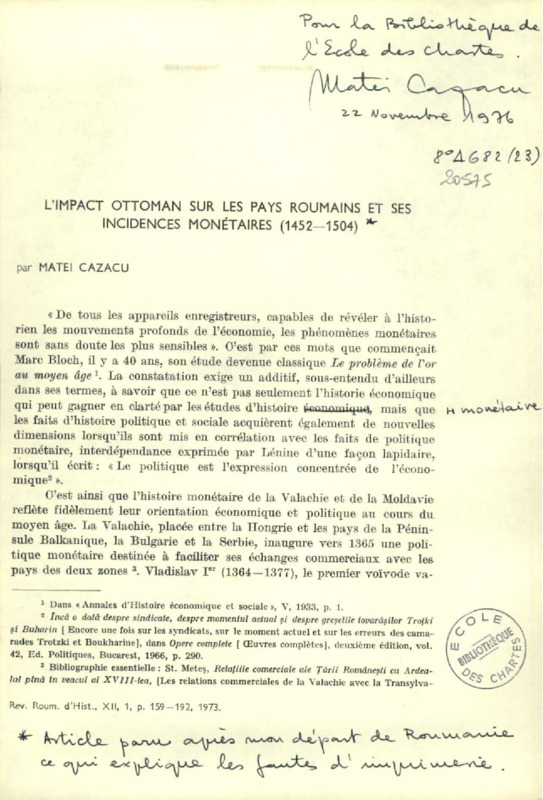 Pour la Bibliothèque de
l'Ecole des Chartes.
Matei Cazacu
22 Novembre 1976
8° Δ 682 (23)
20575
L'IMPACT OTTOMAN SUR LES PAYS ROUMAINS ET SES
INCIDENCES MONÉTAIRES (1452—1504) *
par MATEI CAZACU
« De tous les appareils enregistreurs, capables de révéler à l'histo-
rien les mouvements profonds de l'économie, les phénomènes monétaires
sont sans doute les plus sensibles ». C'est par ces mots que commençait
Marc Bloch, il y a 40 ans, son étude devenue classique Le problème de l'or
au moyen âge ¹. La constatation exige un additif, sous-entendu d'ailleurs
dans ses termes, à savoir que ce n'est pas seulement l'historie économique
qui peut gagner en clarté par les études d'histoire économique, mais que
monétaire
les faits d'histoire politique et sociale acquièrent également de nouvelles
dimensions lorsqu'ils sont mis en corrélation avec les faits de politique
monétaire, interdépendance exprimée par Lénine d'une façon lapidaire,
lorsqu'il écrit : « Le politique est l'expression concentrée de l'écono-
mique² ».
C'est ainsi que l'histoire monétaire de la Valachie et de la Moldavie
reflète fidèlement leur orientation économique et politique au cours du
moyen âge. La Valachie, placée entre la Hongrie et les pays de la Pénin-
sule Balkanique, la Bulgarie et la Serbie, inaugure vers 1365 une poli-
tique monétaire destinée à faciliter ses échanges commerciaux avec les
pays des deux zones ³. Vladislav Iᵉʳ (1364—1377), le premier voïvode va-
¹ Dans « Annales d'Histoire économique et sociale », V, 1933, p. 1.
² Încă o dată despre sindicate, despre momentul actual și despre greșelile tovarășilor Troțki
și Buharin [ Encore une fois sur les syndicats, sur le moment actuel et sur les erreurs des cama-
rades Trotzki et Boukharine], dans Opere complete [ Œuvres complètes], deuxième édition, vol.
42, Ed. Politiques, Bucarest, 1966, p. 290.
³ Bibliographie essentielle : St. Meteș, Relațiile comerciale ale Țării Românești cu Ardea-
lul pînă în veacul al XVIII-lea, [Les relations commerciales de la Valachie avec la Transylva-
ECOLE
BIBLIOTHÈQUE
DES CHARTES
Rev. Roum. d'Hist., XII, 1, p. 159—192, 1973.
* Article paru après mon départ de Roumanie
ce qui explique les fautes d'imprimerie.